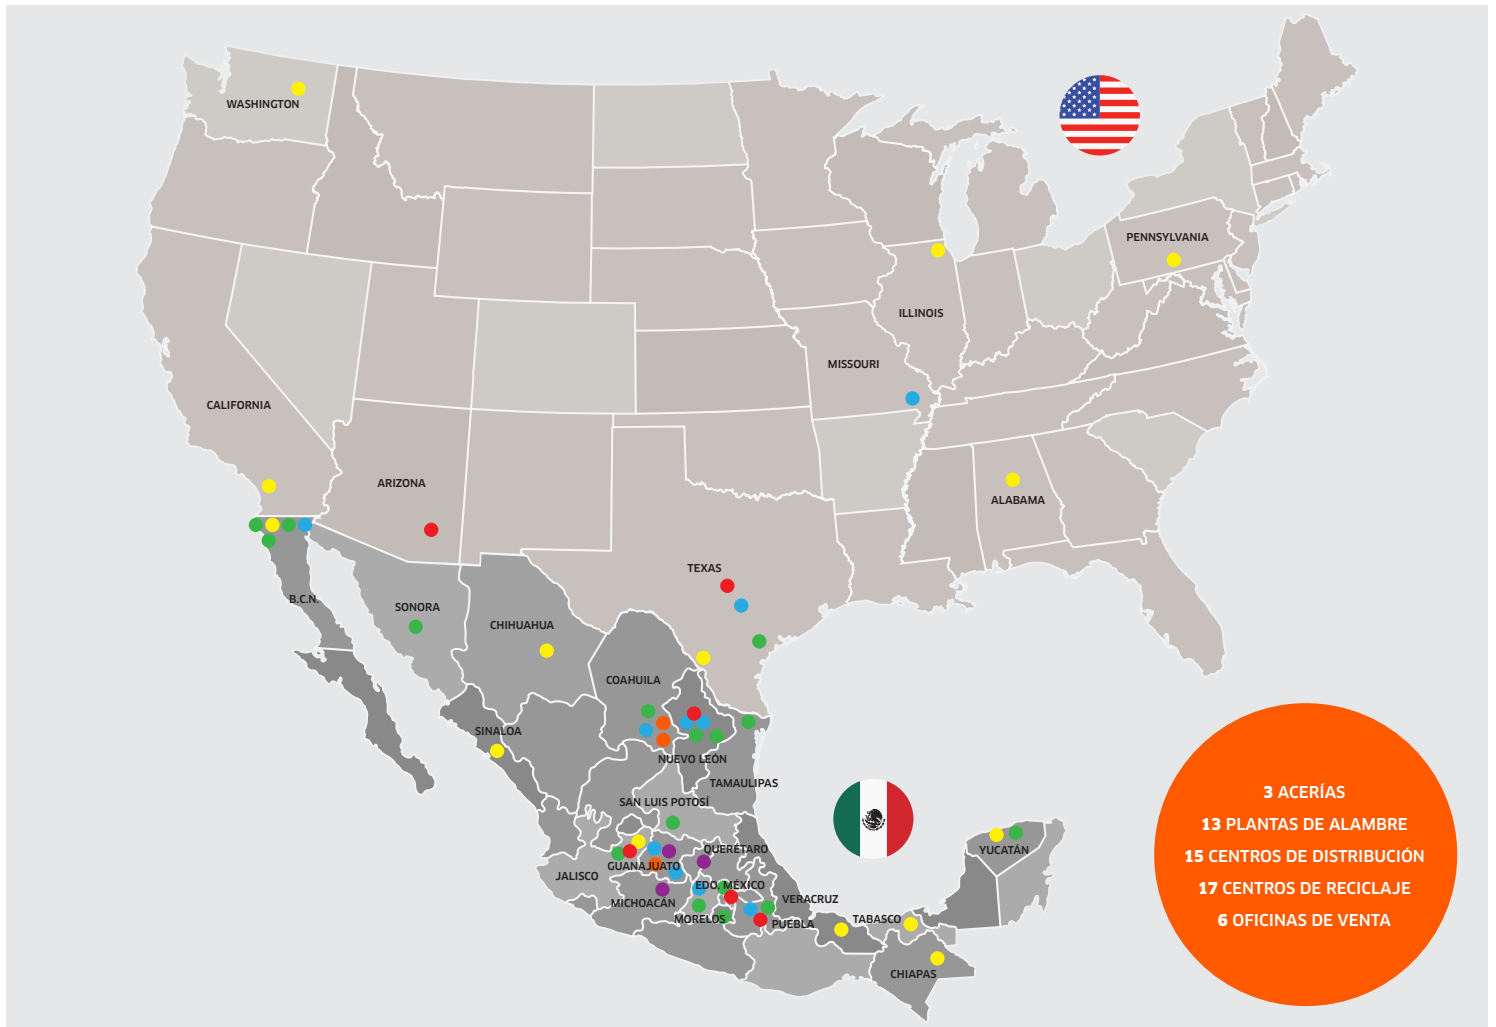 WASHINGTON
PENNSYLVANIA
ILLINOIS
MISSOURI
CALIFORNIA
ARIZONA
ALABAMA
TEXAS
B.C.N.
SONORA
CHIHUAHUA
COAHUILA
SINALOA
NUEVO LEÓN
TAMAULIPAS
SAN LUIS POTOSÍ
QUERÉTARO
GUANAJUATO
JALISCO
EDO. MÉXICO
MICHOACÁN
VERACRUZ
MORELOS
PUEBLA
TABASCO
YUCATÁN
CHIAPAS
3 ACERÍAS
13 PLANTAS DE ALAMBRE
15 CENTROS DE DISTRIBUCIÓN
17 CENTROS DE RECICLAJE
6 OFICINAS DE VENTA